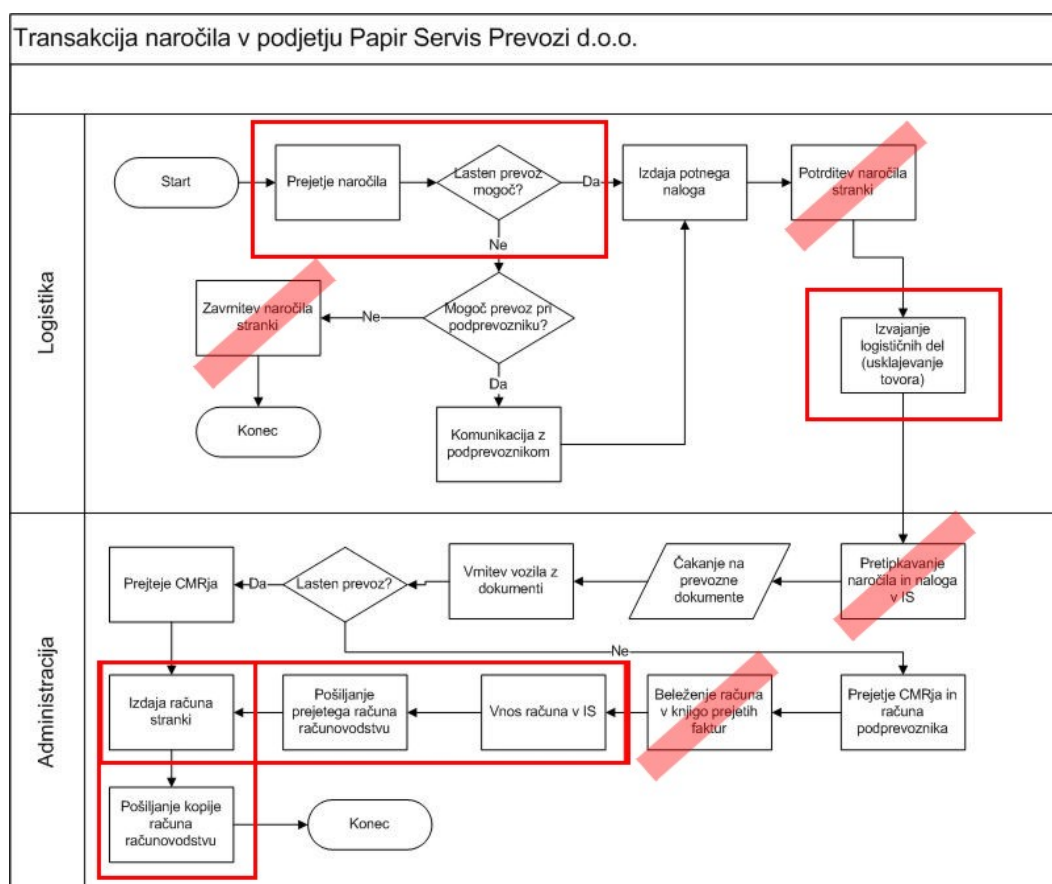 Transakcija naročila v podjetju Papir Servis Prevozi d.o.o.
Logistika
Start
Prejetje naročila
Lasten prevoz
mogoč?
Da
Izdaja potnega
naloga
Potrditev naročila
stranki
Ne
Zavrnitev naročila
stranki
Ne
Mogoč prevoz pri
podprevozniku?
Izvajanje
logističnih del
(usklajevanje
tovora)
Da
Konec
Komunikacija z
podprevoznikom
Administracija
Prejteje CMRja
Da
Lasten prevoz?
Vrnitev vozila z
dokumenti
Čakanje na
prevozne
dokumente
Pretipkavanje
naročila in naloga
v IS
Ne
Izdaja računa
stranki
Pošiljanje
prejetega računa
računovodstvu
Vnos računa v IS
Beleženje računa
v knjigo prejetih
faktur
Prejetje CMRja in
računa
podprevoznika
Pošiljanje kopije
računa
računovodstvu
Konec